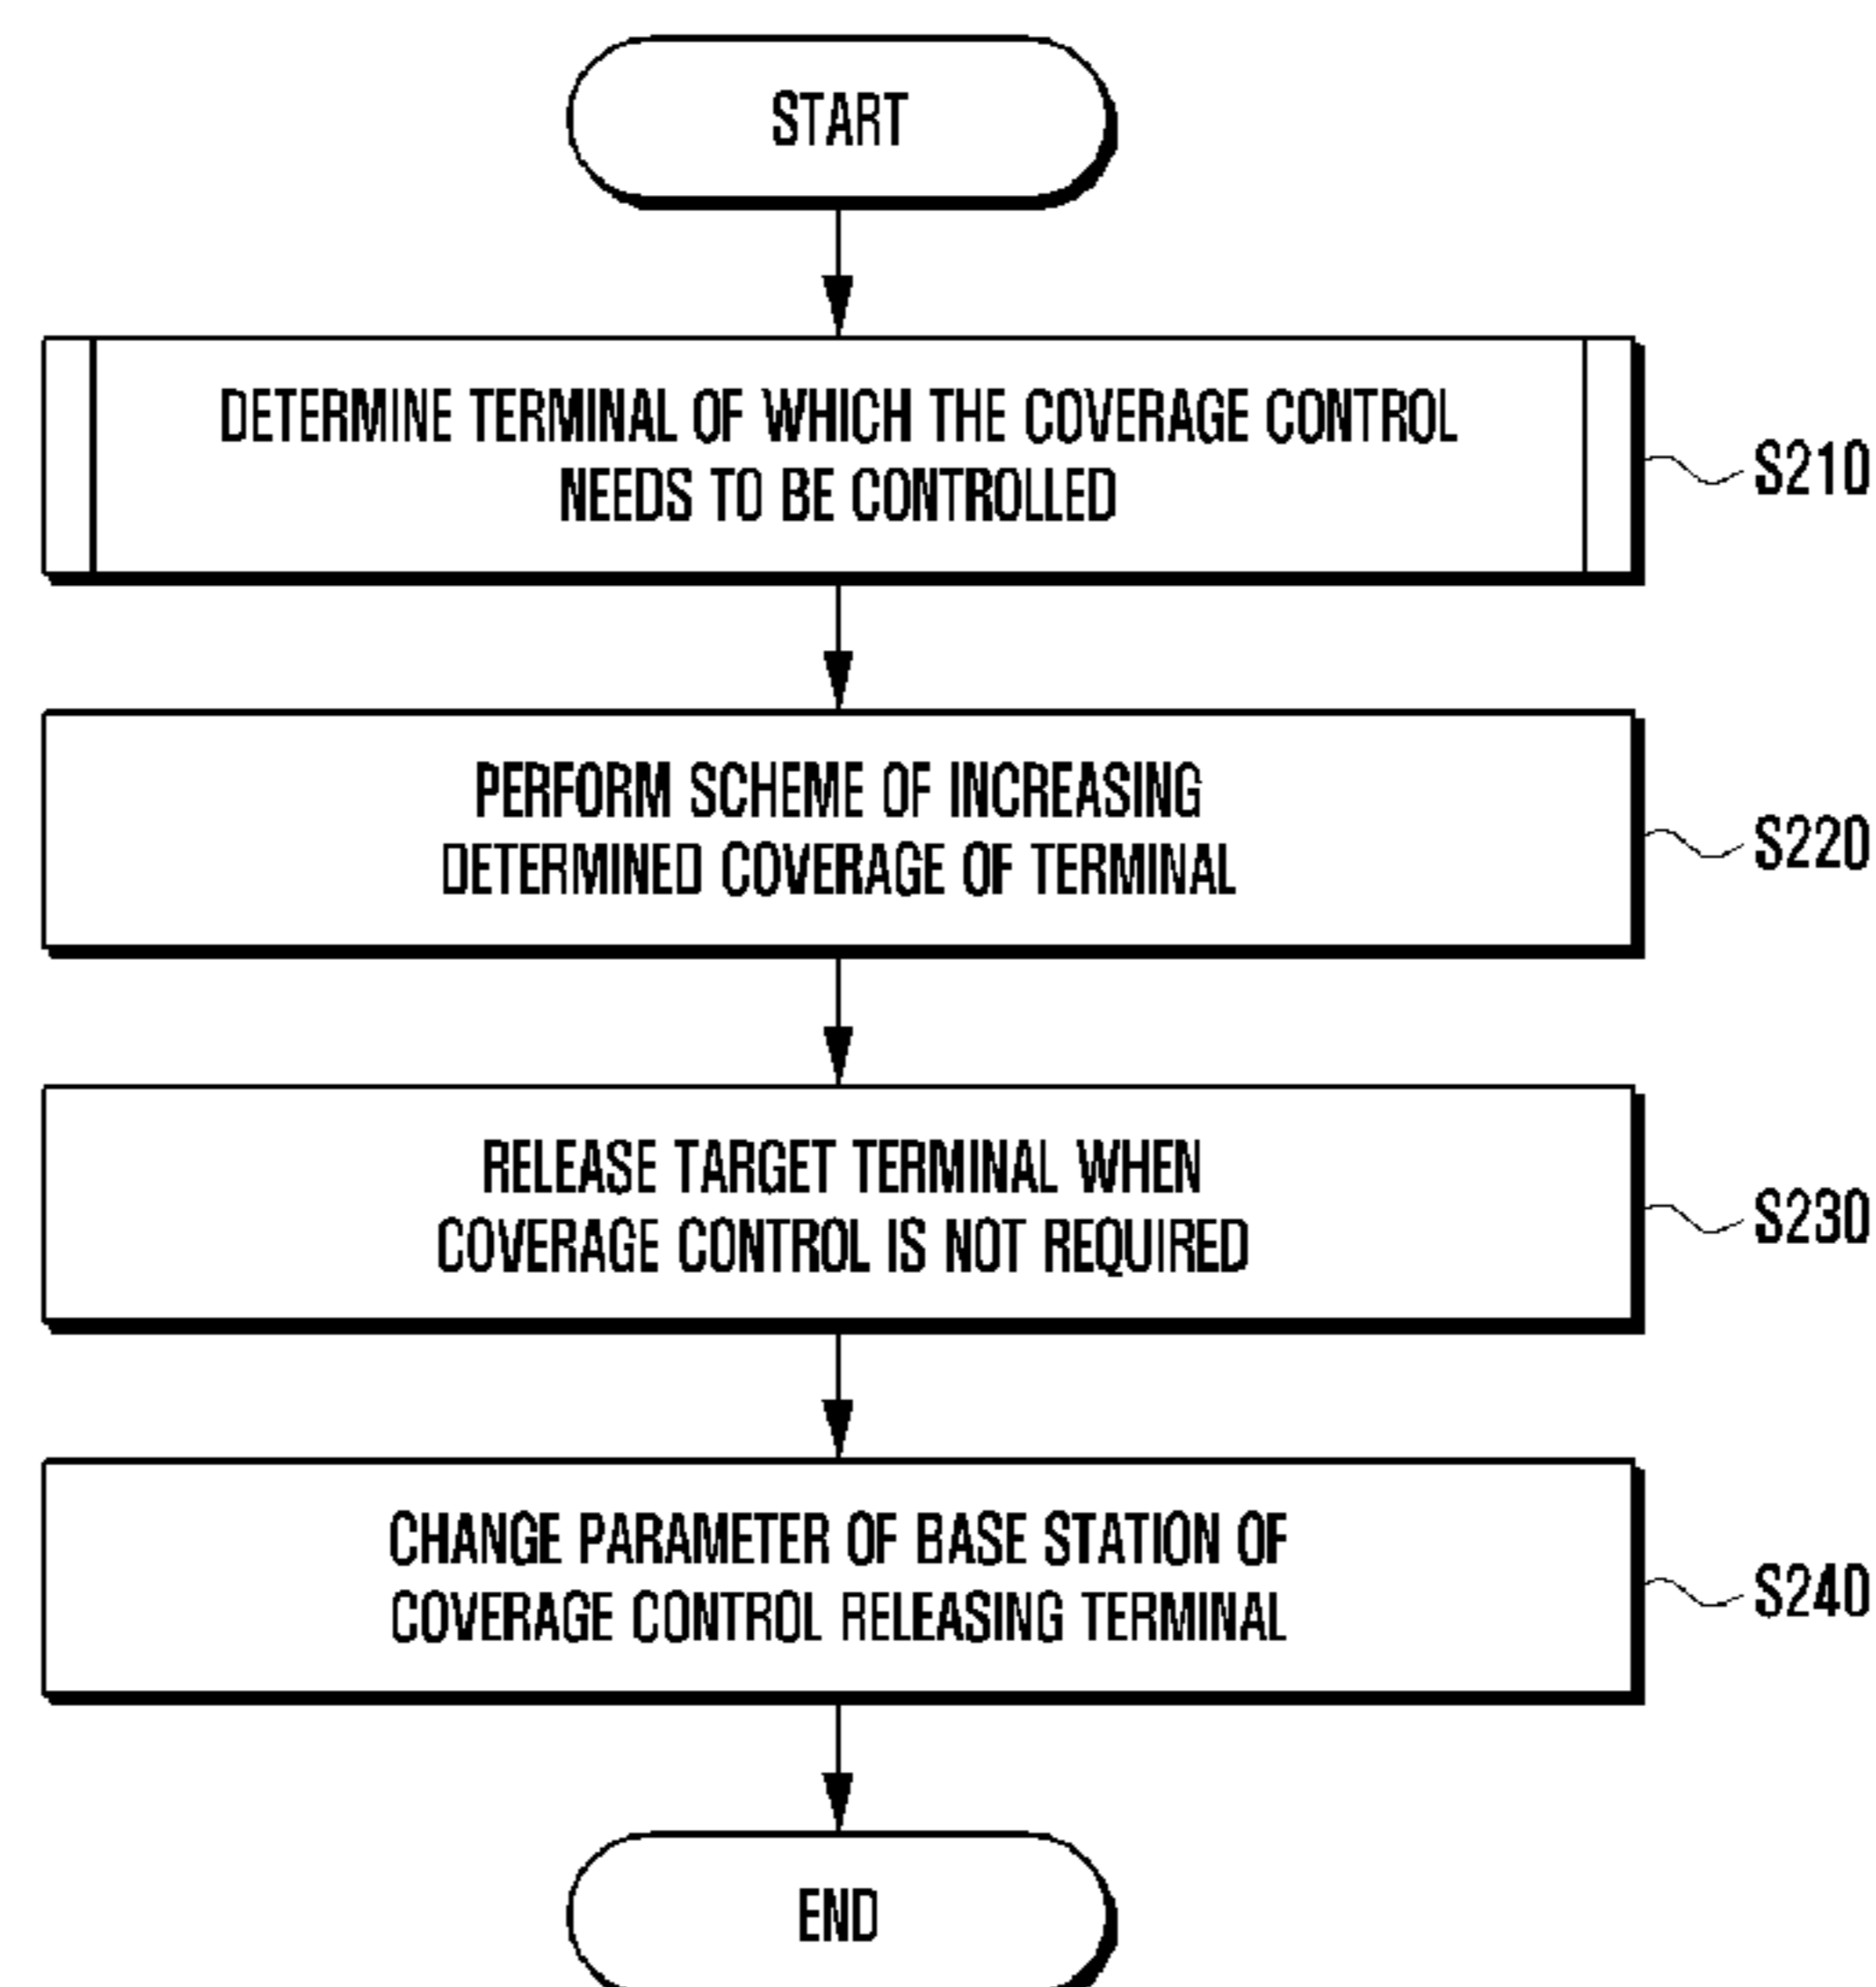 START
DETERMINE TERMINAL OF WHICH THE COVERAGE CONTROL
NEEDS TO BE CONTROLLED
S210
PERFORM SCHEME OF INCREASING
DETERMINED COVERAGE OF TERMINAL
S220
RELEASE TARGET TERMINAL WHEN
COVERAGE CONTROL IS NOT REQUIRED
S230
CHANGE PARAMETER OF BASE STATION OF
COVERAGE CONTROL RELEASING TERMINAL
S240
END